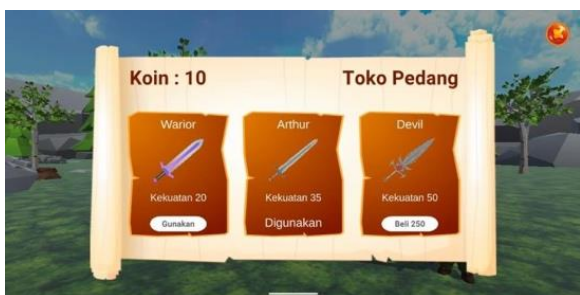 Koin : 10
Toko Pedang
Warior
Arthur
Devil
Kekuatan 20
Kekuatan 35
Kekuatan 50
Gunakan
Digunakan
Beli 250